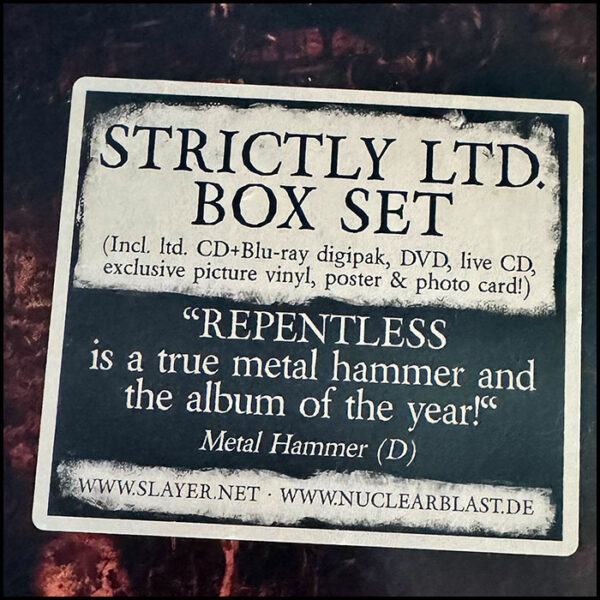 STRICTLY LTD.
BOX SET
(Incl. ltd. CD+Blu-ray digipak, DVD, live CD,
exclusive picture vinyl, poster & photo card!)
“REPENTLESS
is a true metal hammer and
the album of the year!“
Metal Hammer (D)
WWW.SLAYER.NET · WWW.NUCLEARBLAST.DE